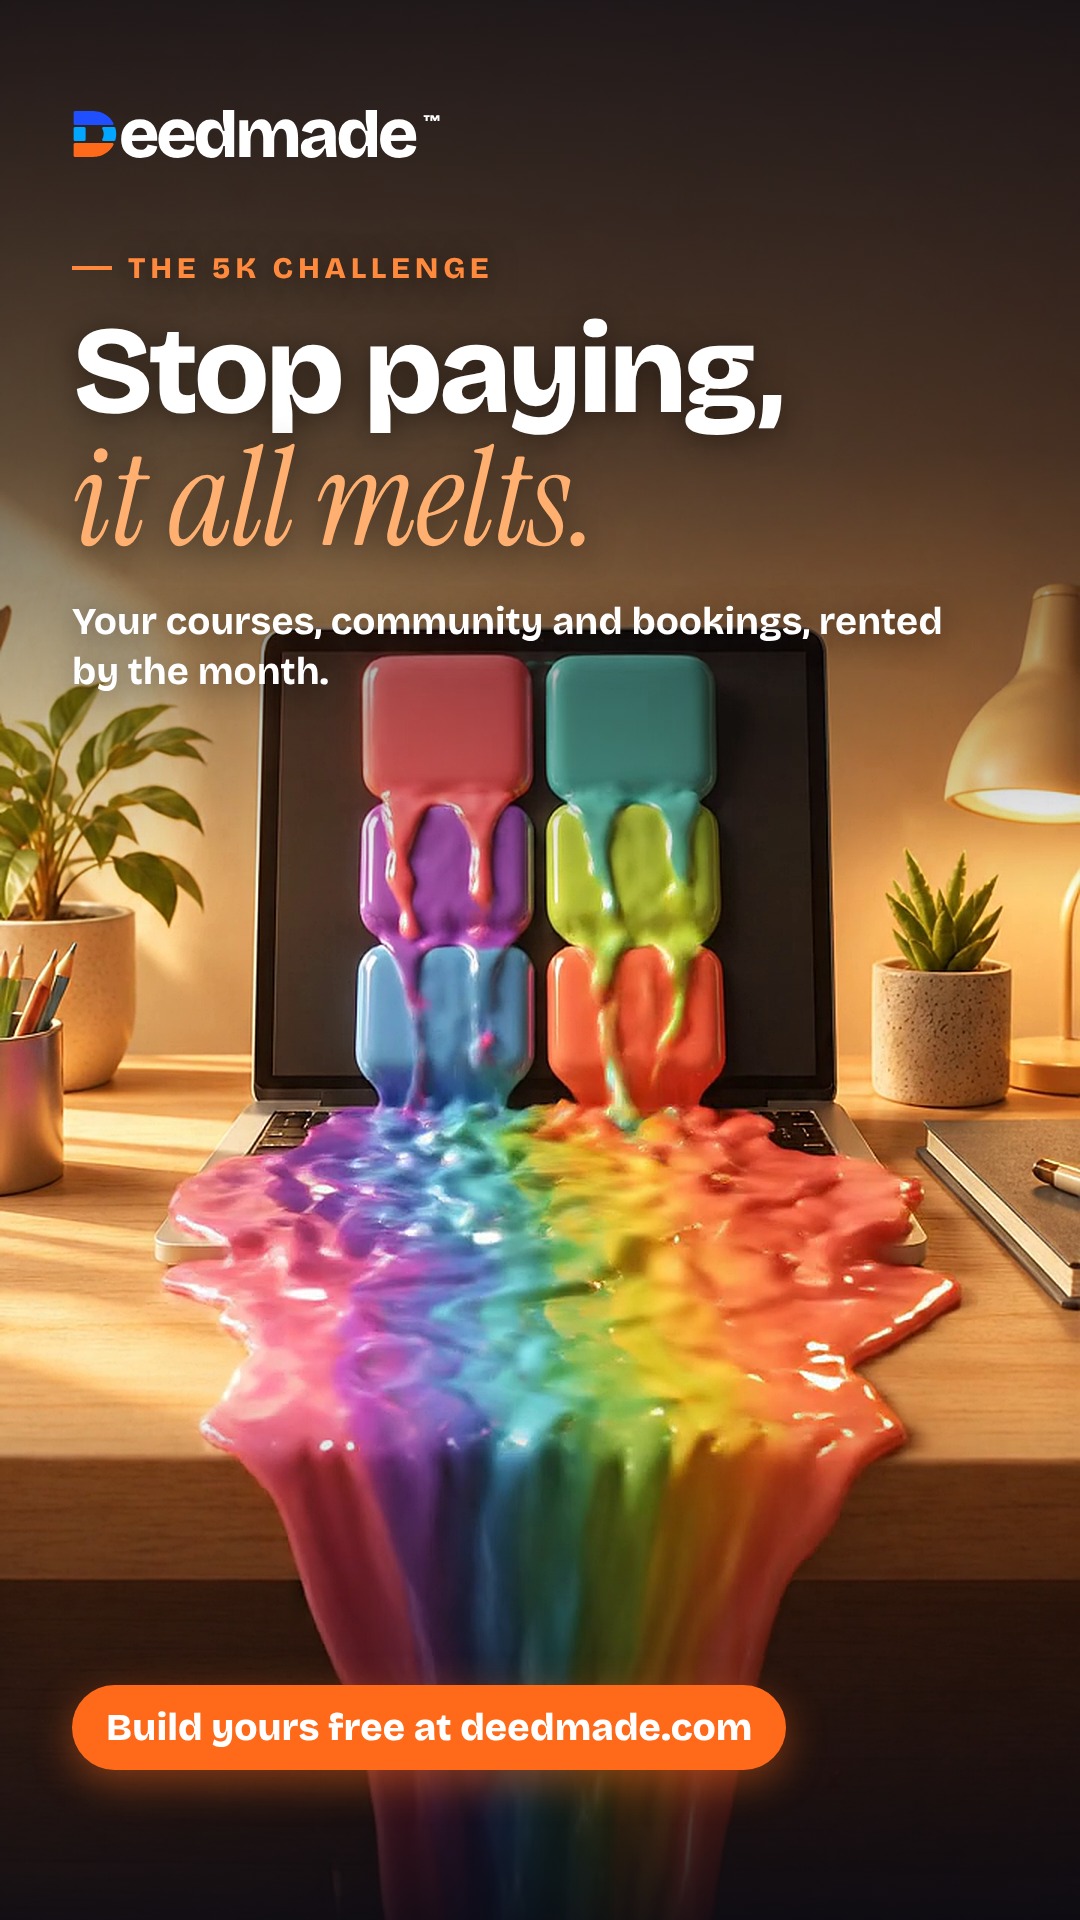 Deedmade™
THE 5K CHALLENGE
Stop paying,
it all melts.
Your courses, community and bookings, rented
by the month.
Build yours free at deedmade.com